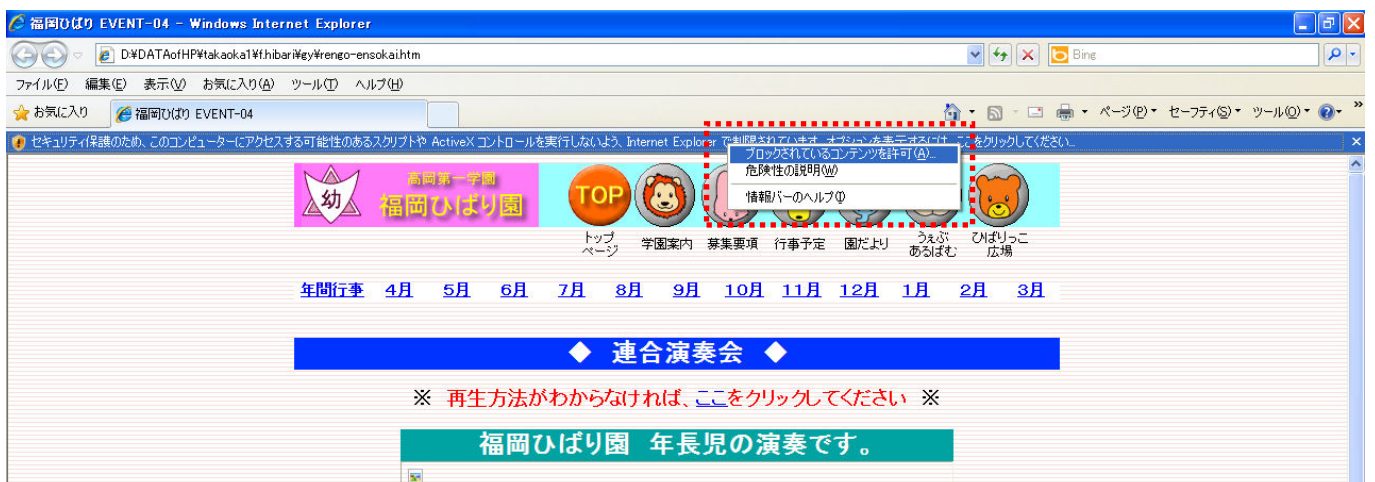 福岡ひばり EVENT-04 - Windows Internet Explorer
D:¥DATAofHP¥takaoka1¥f.hibari¥gy¥rengo-ensokai.htm
Bing
ファイル(F) 編集(E) 表示(V) お気に入り(A) ツール(T) ヘルプ(H)
お気に入り 福岡ひばり EVENT-04 ページ(P) セーフティ(S) ツール(O)
セキュリティ保護のため、このコンピューターにアクセスする可能性のあるスクリプトや ActiveX コントロールを実行しないよう、Internet Explorer で制限されています。オプションを表示するには、ここをクリックしてください...
ブロックされているコンテンツを許可(A)...
危険性の説明(W)
情報バーのヘルプ(I)
幼
高岡第一学園
福岡ひばり園
TOP
トップページ 学園案内 募集要項 行事予定 園だより うぇぶあるばむ ひばりっこ広場
年間行事 4月 5月 6月 7月 8月 9月 10月 11月 12月 1月 2月 3月
◆ 連合演奏会 ◆
※ 再生方法がわからなければ、ここをクリックしてください ※
福岡ひばり園 年長児の演奏です。